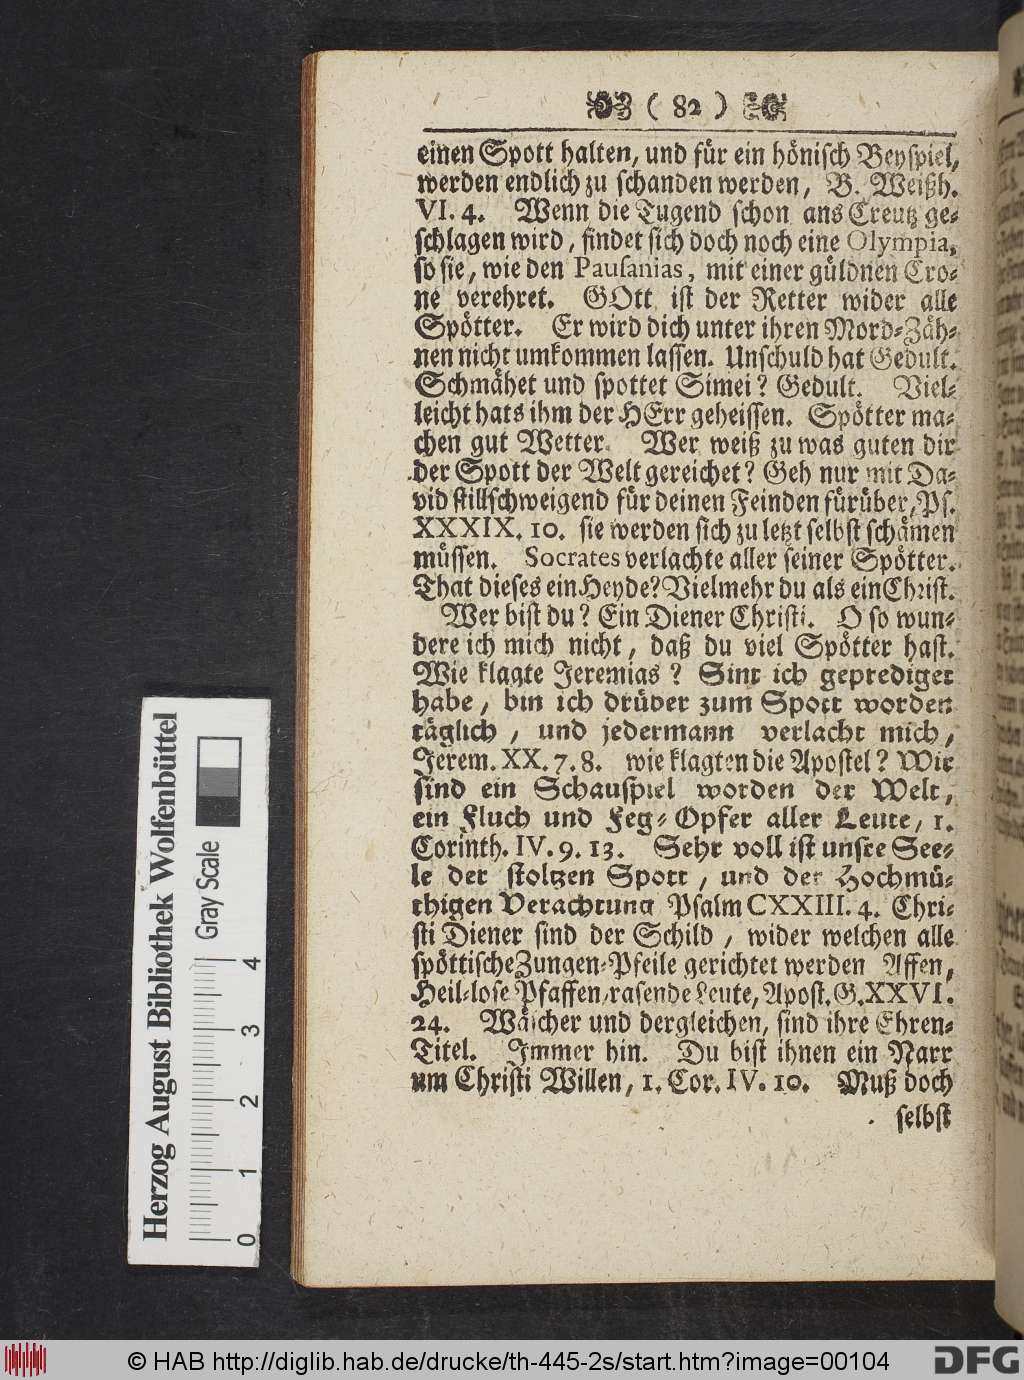 ( 82 )
einen Spott halten, und für ein hönisch Beyspiel,
werden endlich zu schanden werden, B. Weißh.
VI. 4. Wenn die Tugend schon ans Creutz ge-
schlagen wird, findet sich doch noch eine Olympia,
so sie, wie den Pausanias, mit einer güldnen Cro-
ne verehret. GOtt ist der Retter wider alle
Spötter. Er wird dich unter ihren Mord-Zäh-
nen nicht umkommen lassen. Unschuld hat Gedult.
Schmähet und spottet Simei? Gedult. Viel-
leicht hats ihm der HErr geheissen. Spötter ma-
chen gut Wetter. Wer weiß zu was guten dir
der Spott der Welt gereichet? Geh nur mit Da-
vid stillschweigend für deinen Feinden fürüber, Ps.
XXXIX. 10. sie werden sich zu letzt selbst schämen
müssen. Socrates verlachte aller seiner Spötter.
That dieses ein Heyde? Vielmehr du als ein Christ.
Wer bist du? Ein Diener Christi. O so wun-
dere ich mich nicht, daß du viel Spötter hast.
Wie klagte Jeremias? Sint ich geprediget
habe, bin ich drüber zum Spott worden
täglich, und jedermann verlacht mich,
Jerem. XX. 7. 8. wie klagten die Apostel? Wir
sind ein Schauspiel worden der Welt,
ein Fluch und Feg-Opfer aller Leute, 1.
Corinth. IV. 9. 13. Sehr voll ist unsre See-
le der stoltzen Spott, und der Hochmü-
thigen Verachtung Psalm CXXIII. 4. Chri-
sti Diener sind der Schild, wider welchen alle
spöttische Zungen-Pfeile gerichtet werden Affen,
Heil-lose Pfaffen, rasende Leute, Apost. G. XXVI.
24. Wäscher und dergleichen, sind ihre Ehren-
Titel. Immer hin. Du bist ihnen ein Narr
um Christi Willen, 1. Cor. IV. 10. Muß doch
selbst
Herzog August Bibliothek Wolfenbüttel
Gray Scale
0 1 2 3 4
© HAB http://diglib.hab.de/drucke/th-445-2s/start.htm?image=00104
DFG